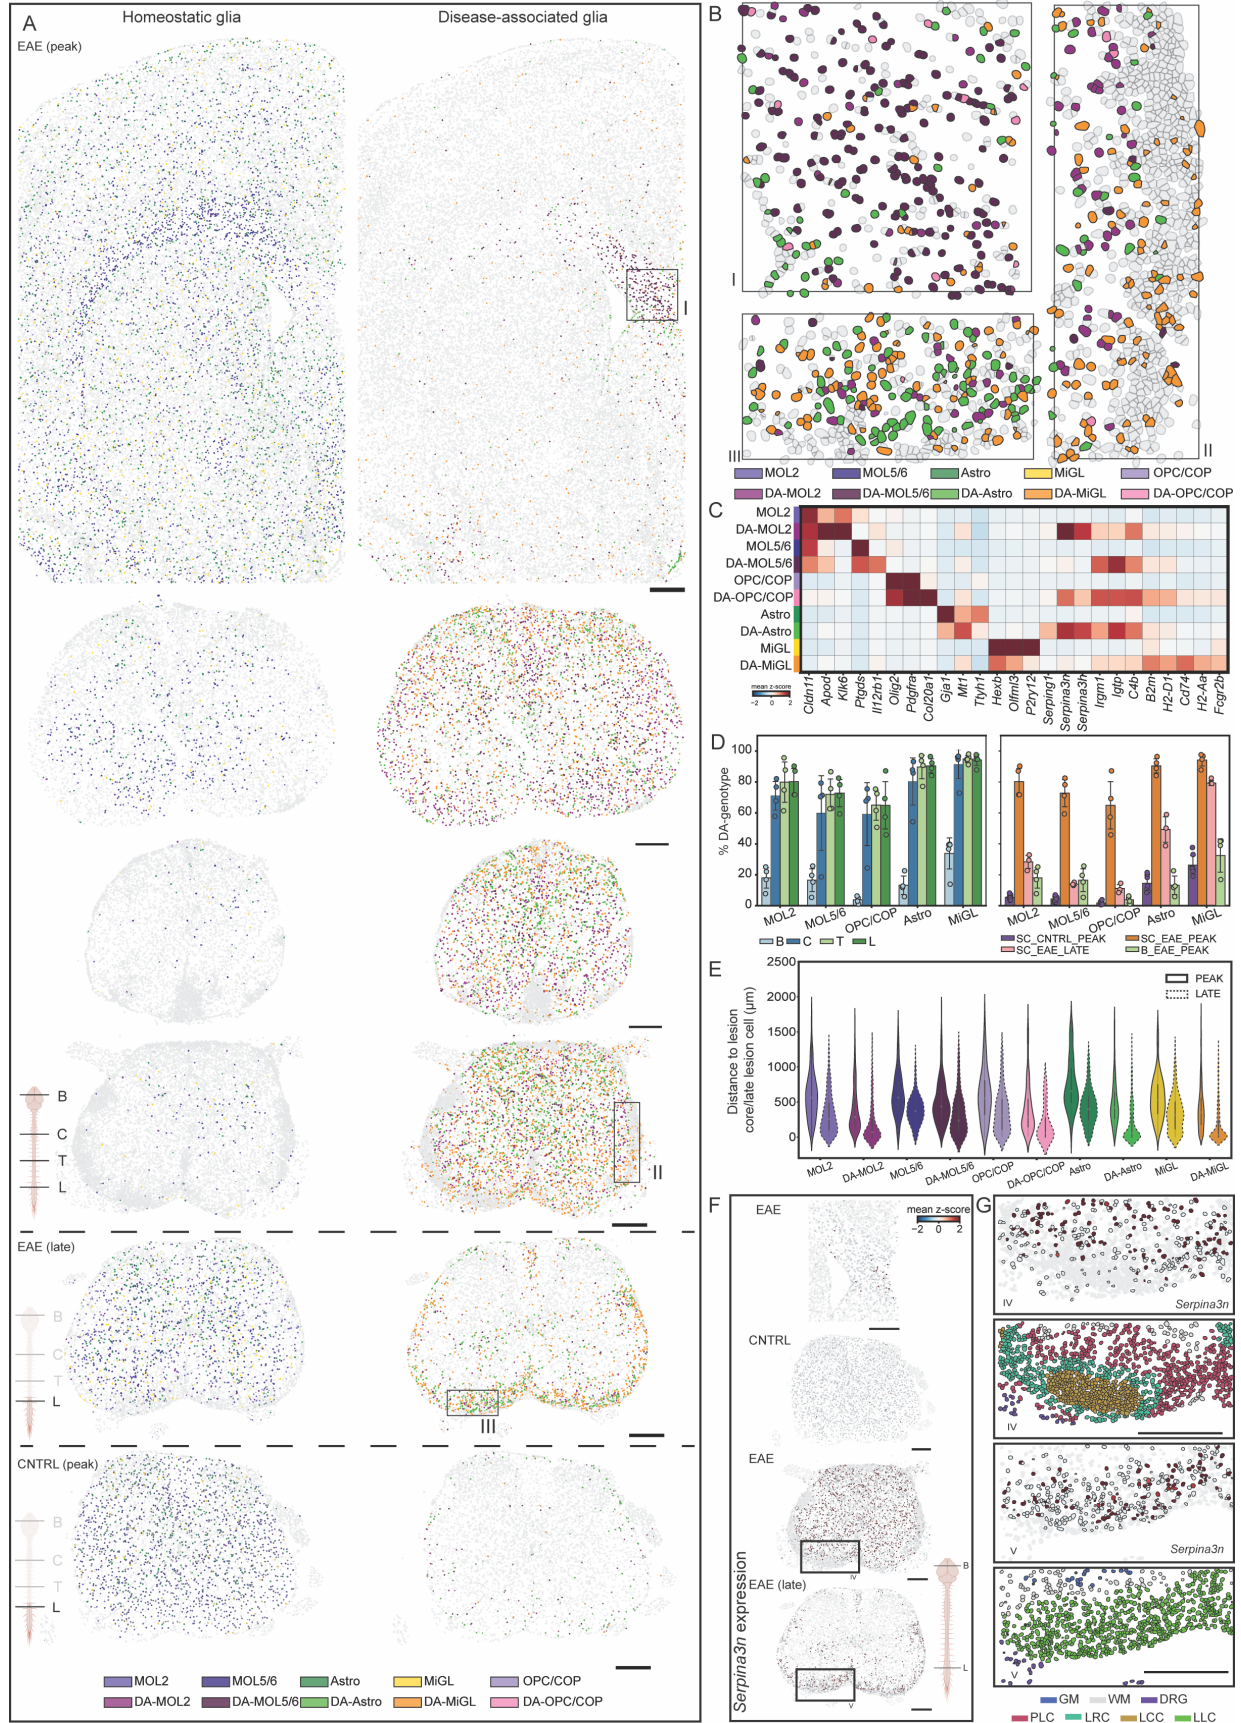 A
Homeostatic glia
Disease-associated glia
EAE (peak)
I
B
C
T
L
II
EAE (late)
B
C
T
L
III
CNTRL (peak)
B
C
T
L
MOL2 MOL5/6 Astro MiGL OPC/COP
DA-MOL2 DA-MOL5/6 DA-Astro DA-MiGL DA-OPC/COP
B
I
III
II
MOL2 MOL5/6 Astro MiGL OPC/COP
DA-MOL2 DA-MOL5/6 DA-Astro DA-MiGL DA-OPC/COP
C
MOL2
DA-MOL2
MOL5/6
DA-MOL5/6
OPC/COP
DA-OPC/COP
Astro
DA-Astro
MiGL
DA-MiGL
mean z-score
−2 0 2
Cldn11 Apod Klk6 Ptgds Il12rb1 Olig2 Pdgfra Col20a1 Gja1 Mt1 Ttyh1 Hexb Olfml3 P2ry12 Serping1 Serpina3n Serpina3h Irgm1 Igtp C4b B2m H2-D1 Cd74 H2-Aa Fcgr2b
D
% DA-genotype
100
80
60
40
20
0
MOL2 MOL5/6 OPC/COP Astro MiGL
B C T L
MOL2 MOL5/6 OPC/COP Astro MiGL
SC_CNTRL_PEAK SC_EAE_PEAK
SC_EAE_LATE B_EAE_PEAK
E
Distance to lesion
core/late lesion cell (μm)
2500
2000
1500
1000
500
0
PEAK
LATE
MOL2 DA-MOL2 MOL5/6 DA-MOL5/6 OPC/COP DA-OPC/COP Astro DA-Astro MiGL DA-MiGL
F
EAE
mean z-score
−2 0 2
CNTRL
EAE
IV
EAE (late)
V
B
L
Serpina3n expression
G
IV
Serpina3n
IV
V
Serpina3n
V
GM WM DRG
PLC LRC LCC LLC